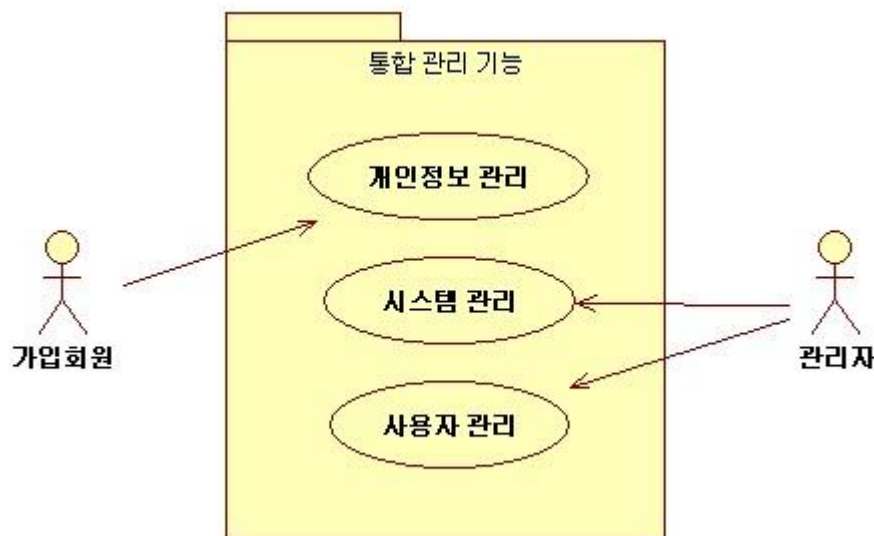 통합 관리 기능
개인정보 관리
시스템 관리
가입회원
관리자
사용자 관리